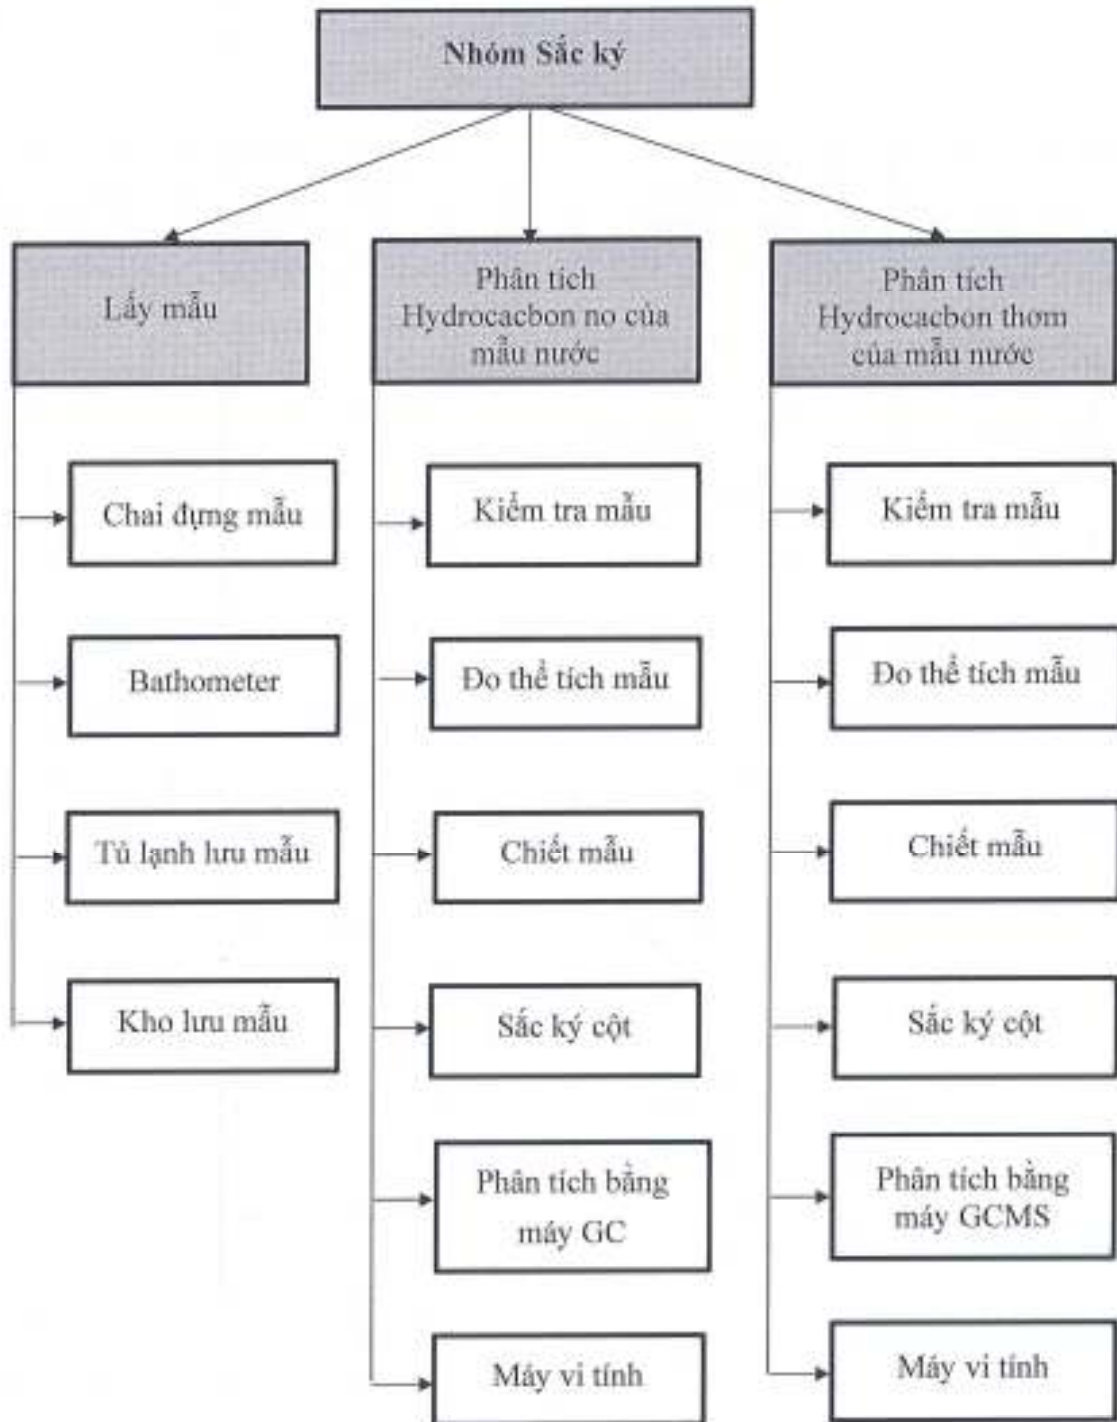 Nhóm Sắc ký
Lấy mẫu
Chai đựng mẫu
Bathometer
Tủ lạnh lưu mẫu
Kho lưu mẫu
Phân tích
Hydrocacbon no của
mẫu nước
Kiểm tra mẫu
Đo thể tích mẫu
Chiết mẫu
Sắc ký cột
Phân tích bằng
máy GC
Máy vi tính
Phân tích
Hydrocacbon thơm
của mẫu nước
Kiểm tra mẫu
Đo thể tích mẫu
Chiết mẫu
Sắc ký cột
Phân tích bằng
máy GCMS
Máy vi tính